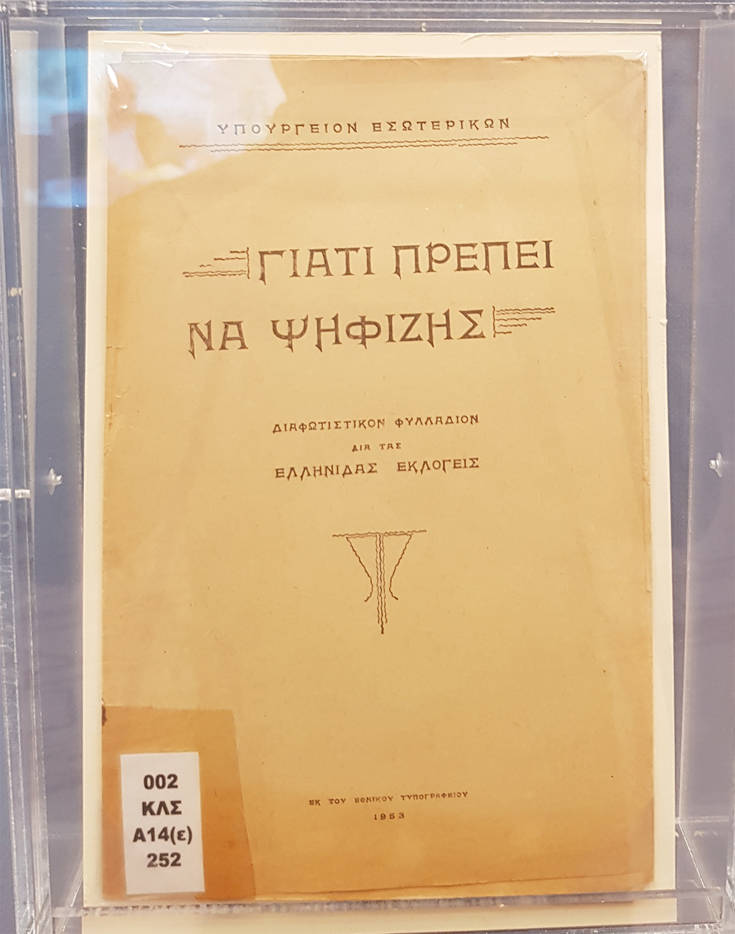 ΥΠΟΥΡΓΕΙΟΝ ΕΣΩΤΕΡΙΚΩΝ
ΓΙΑΤΙ ΠΡΕΠΕΙ
ΝΑ ΨΗΦΙΖΗΣ
ΔΙΑΦΩΤΙΣΤΙΚΟΝ ΦΥΛΛΑΔΙΟΝ
ΔΙΑ ΤΑΣ
ΕΛΛΗΝΙΔΑΣ ΕΚΛΟΓΕΙΣ
ΕΚ ΤΟΥ ΕΘΝΙΚΟΥ ΤΥΠΟΓΡΑΦΕΙΟΥ
1953
002
ΚΛΣ
Α14(ε)
252